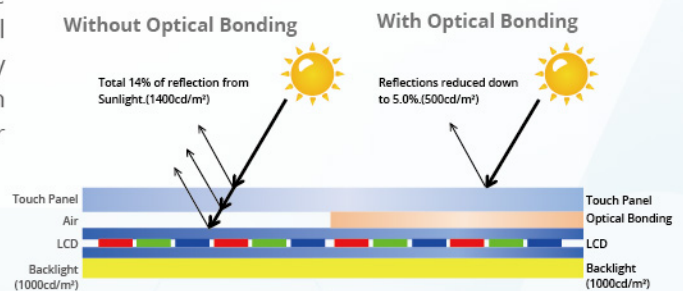 Without Optical Bonding
With Optical Bonding
Total 14% of reflection from
Sunlight.(1400cd/m²)
Reflections reduced down
to 5.0%.(500cd/m²)
Touch Panel
Air
LCD
Backlight
(1000cd/m²)
Touch Panel
Optical Bonding
LCD
Backlight
(1000cd/m²)